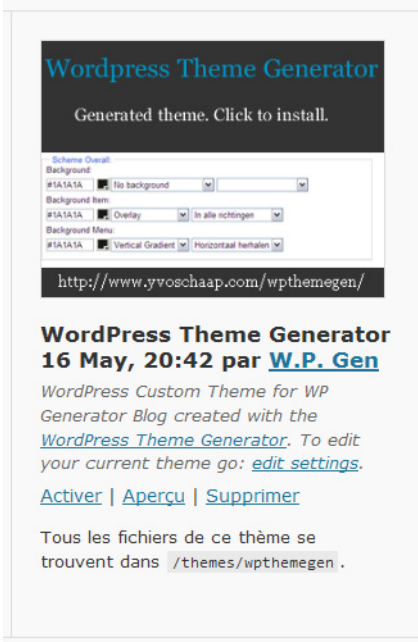 Wordpress Theme Generator
Generated theme. Click to install.
Scheme Overall:
Background:
#1A1A1A No background
Background Item:
#1A1A1A Overlay In alle richtingen
Background Menu:
#1A1A1A Vertical Gradient Horizontaal herhalen
http://www.yvoschaap.com/wpthemegen/
WordPress Theme Generator
16 May, 20:42 par W.P. Gen
WordPress Custom Theme for WP
Generator Blog created with the
WordPress Theme Generator. To edit
your current theme go: edit settings.
Activer | Aperçu | Supprimer
Tous les fichiers de ce thème se
trouvent dans /themes/wpthemegen.